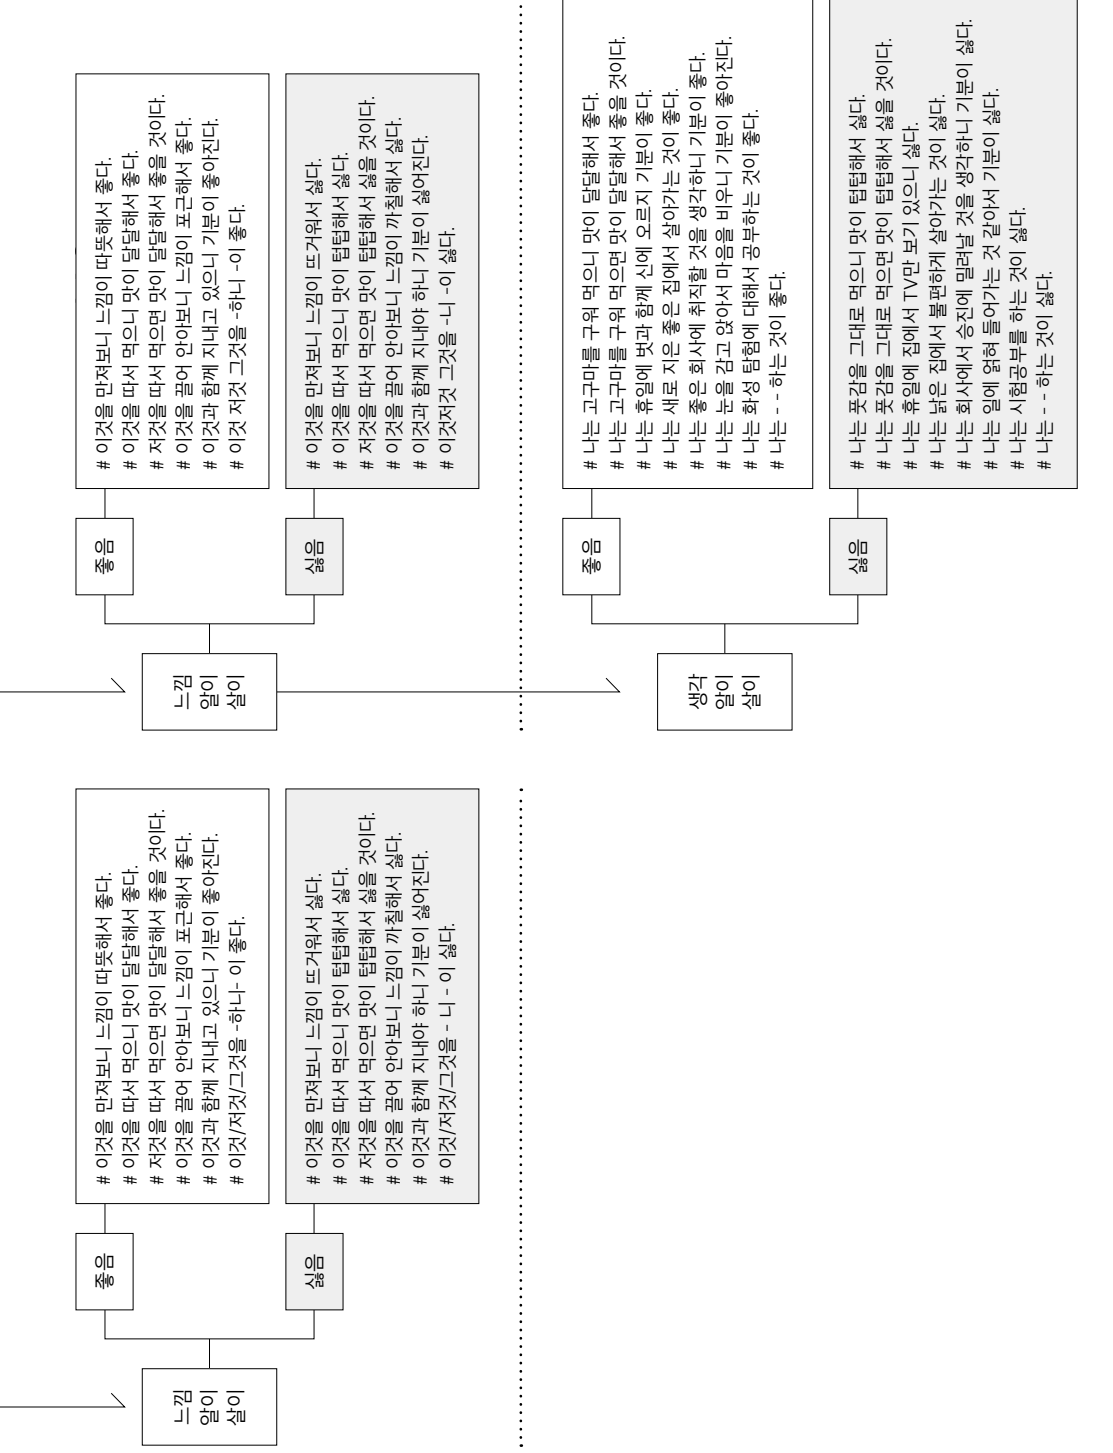 느낌
알이
살이
좋음
# 이것을 만져보니 느낌이 따뜻해서 좋다.
# 이것을 따서 먹으니 맛이 달달해서 좋다.
# 저것을 따서 먹으면 맛이 달달해서 좋을 것이다.
# 이것을 끌어 안아보니 느낌이 포근해서 좋다.
# 이것과 함께 지내고 있으니 기분이 좋아진다.
# 이것/저것/그것을 -하니- 이 좋다.
싫음
# 이것을 만져보니 느낌이 뜨거워서 싫다.
# 이것을 따서 먹으니 맛이 텁텁해서 싫다.
# 저것을 따서 먹으면 맛이 텁텁해서 싫을 것이다.
# 이것을 끌어 안아보니 느낌이 까칠해서 싫다.
# 이것과 함께 지내야 하니 기분이 싫어진다.
# 이것/저것/그것을 - 니 - 이 싫다.
느낌
알이
살이
좋음
# 이것을 만져보니 느낌이 따뜻해서 좋다.
# 이것을 따서 먹으니 맛이 달달해서 좋다.
# 저것을 따서 먹으면 맛이 달달해서 좋을 것이다.
# 이것을 끌어 안아보니 느낌이 포근해서 좋다.
# 이것과 함께 지내고 있으니 기분이 좋아진다.
# 이것 저것 그것을 -하니 -이 좋다.
싫음
# 이것을 만져보니 느낌이 뜨거워서 싫다.
# 이것을 따서 먹으니 맛이 텁텁해서 싫다.
# 저것을 따서 먹으면 맛이 텁텁해서 싫을 것이다.
# 이것을 끌어 안아보니 느낌이 까칠해서 싫다.
# 이것과 함께 지내야 하니 기분이 싫어진다.
# 이것저것 그것을 -니 -이 싫다.
생각
알이
살이
좋음
# 나는 고구마를 구워 먹으니 맛이 달달해서 좋다.
# 나는 고구마를 구워 먹으면 맛이 달달해서 좋을 것이다.
# 나는 휴일에 벗과 함께 산에 오르지 기분이 좋다.
# 나는 새로 지은 좋은 집에서 살아가는 것이 좋다.
# 나는 좋은 회사에 취직할 것을 생각하니 기분이 좋다.
# 나는 눈을 감고 앉아서 마음을 비우니 기분이 좋아진다.
# 나는 화성 탐험에 대해서 공부하는 것이 좋다.
# 나는 - - 하는 것이 좋다.
싫음
# 나는 풋감을 그대로 먹으니 맛이 텁텁해서 싫다.
# 나는 풋감을 그대로 먹으면 맛이 텁텁해서 싫을 것이다.
# 나는 휴일에 집에서 TV만 보기 있으니 싫다.
# 나는 낡은 집에서 불편하게 살아가는 것이 싫다.
# 나는 회사에서 승진에 밀려날 것을 생각하니 기분이 싫다.
# 나는 일에 얽혀 들어가는 것 같아서 기분이 싫다.
# 나는 시험공부를 하는 것이 싫다.
# 나는 - - 하는 것이 싫다.